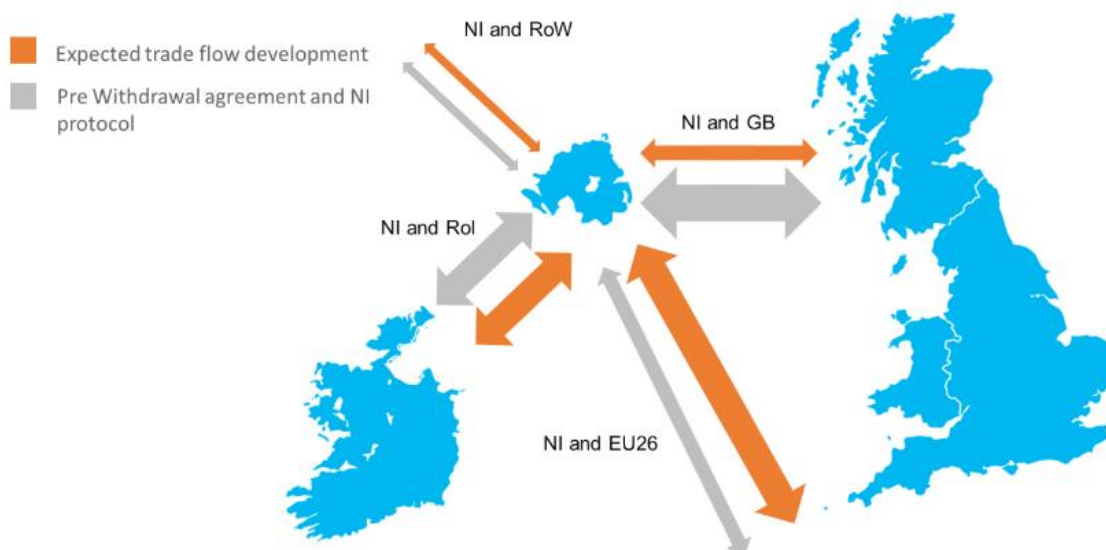 NI and RoW
Expected trade flow development
Pre Withdrawal agreement and NI
protocol
NI and GB
NI and RoI
NI and EU26